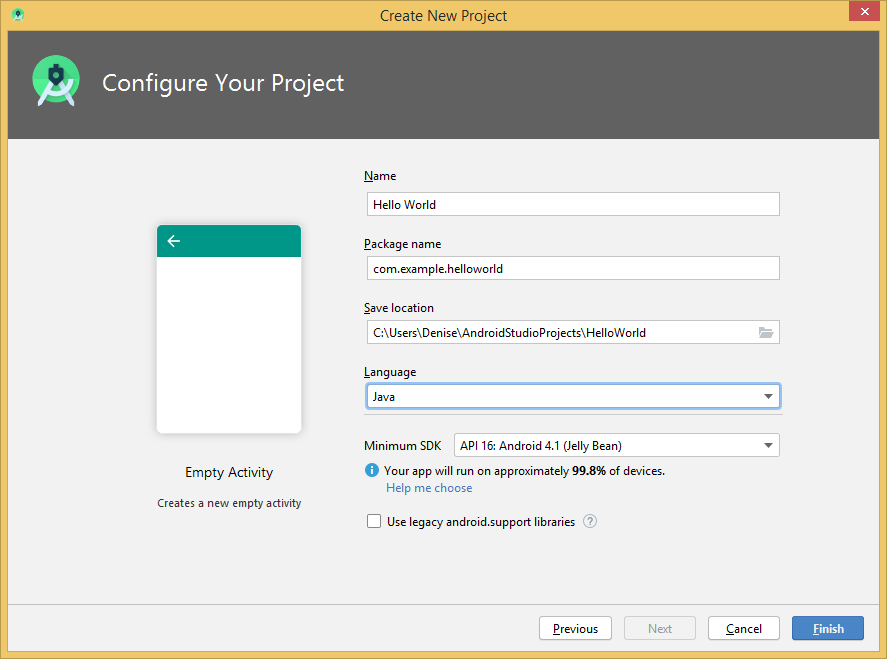 Create New Project
Configure Your Project
Name
Hello World
Package name
com.example.helloworld
Save location
C:\Users\Denise\AndroidStudioProjects\HelloWorld
Language
Java
Minimum SDK API 16: Android 4.1 (Jelly Bean)
Your app will run on approximately 99.8% of devices.
Help me choose
Use legacy android.support libraries ?
Empty Activity
Creates a new empty activity
Previous Next Cancel Finish